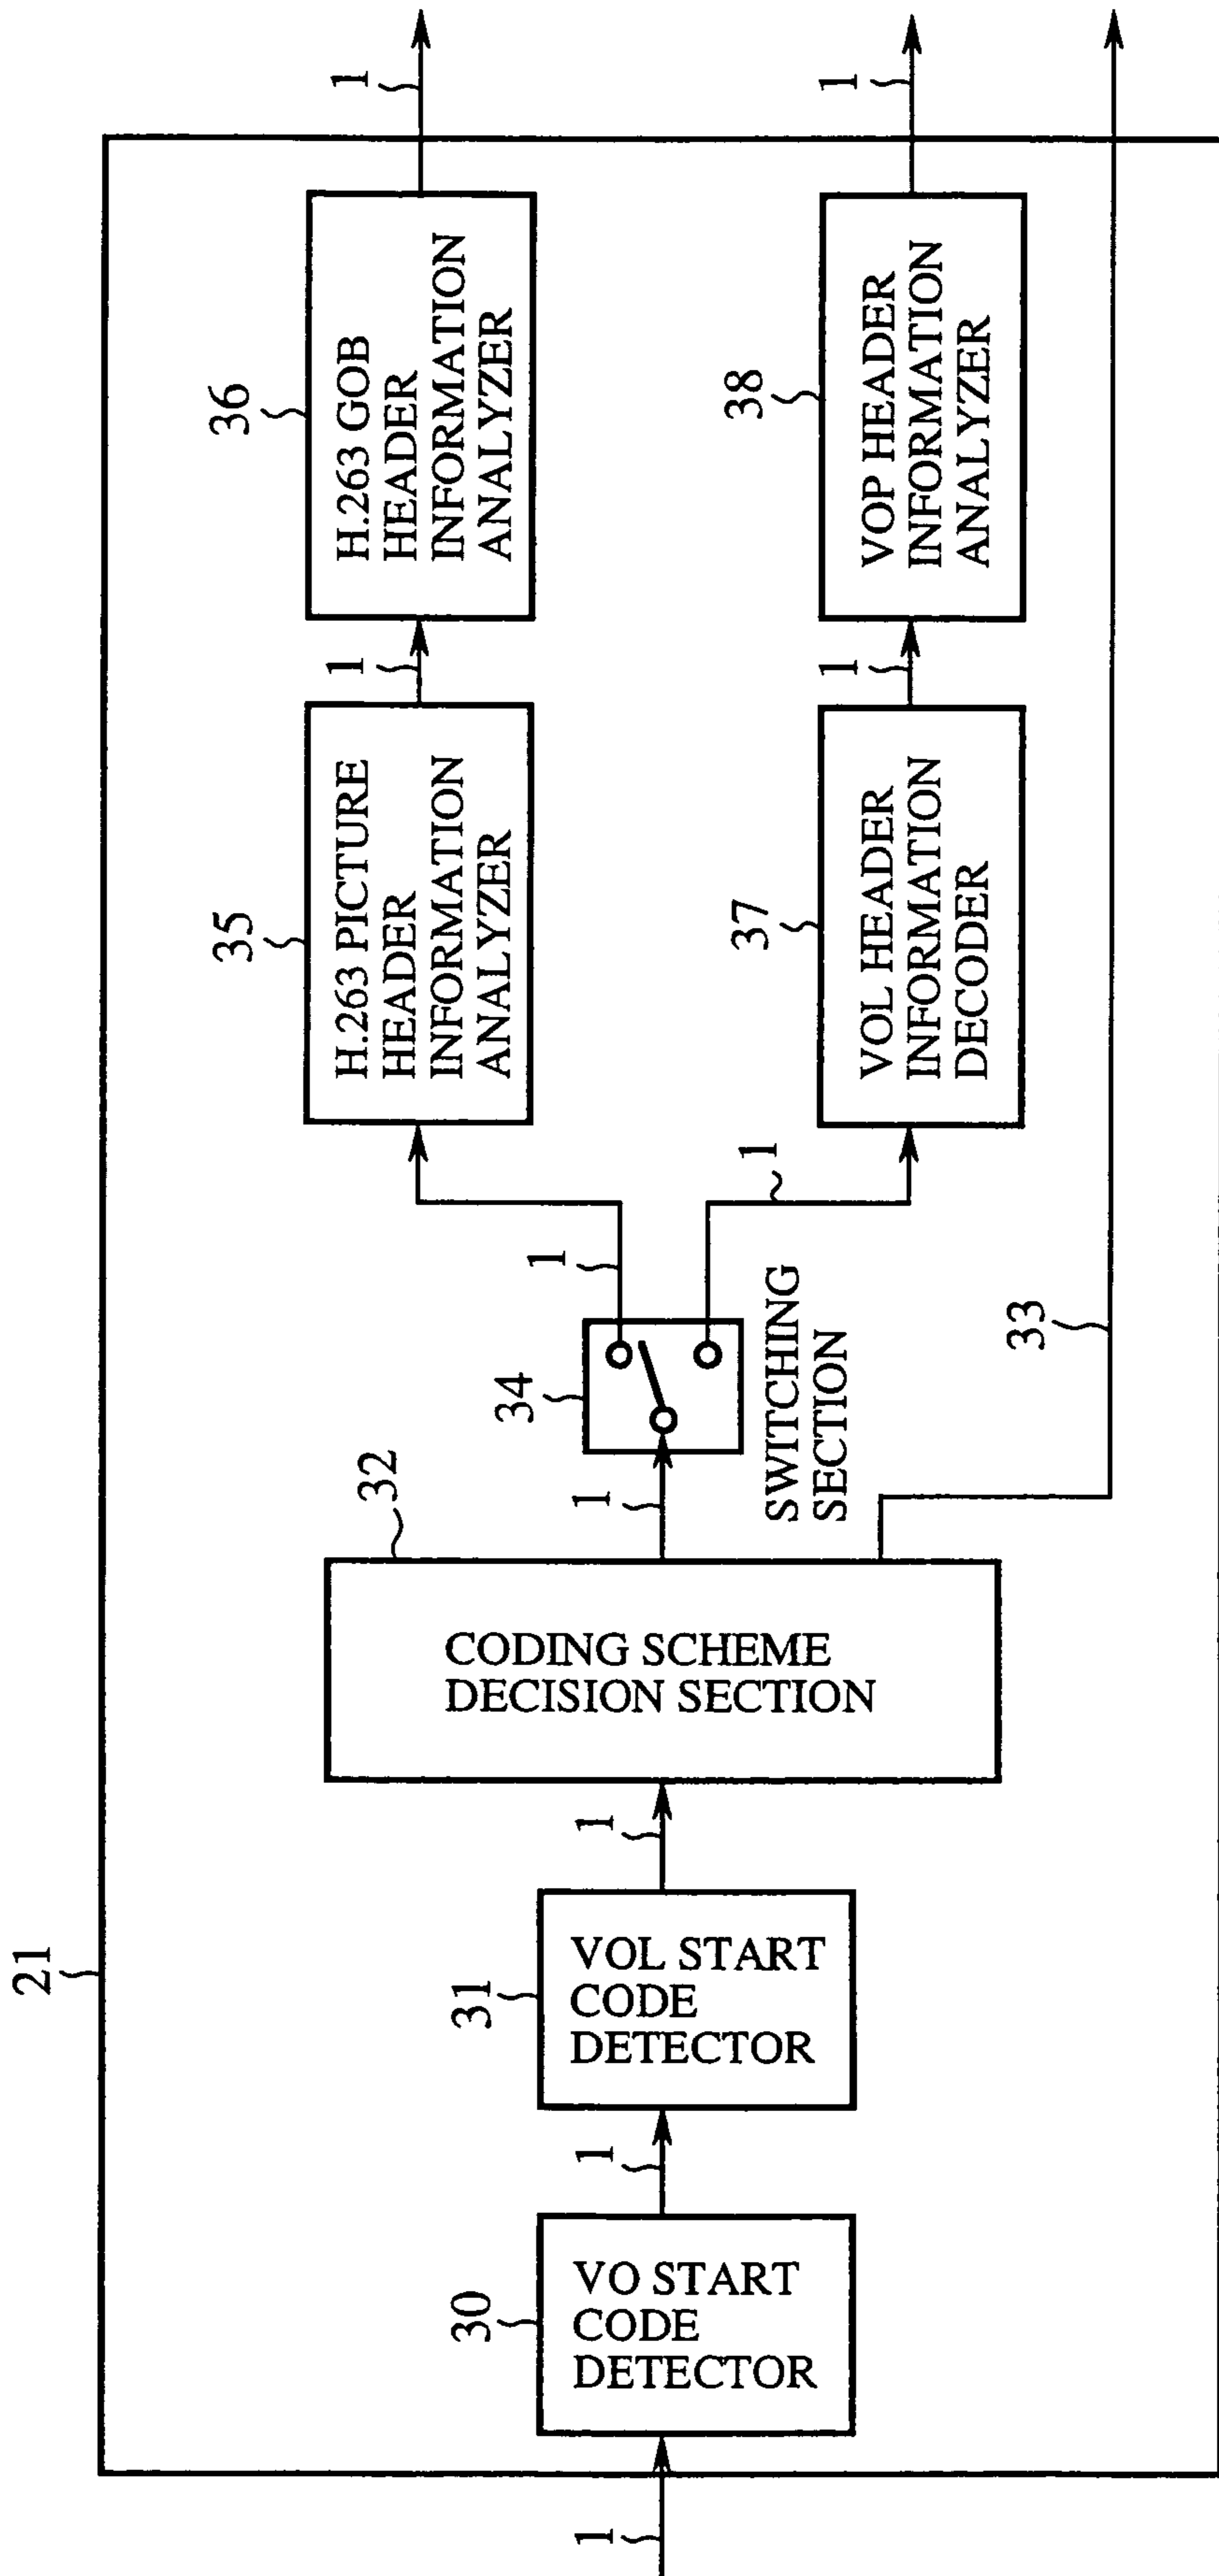 21
1
30
VO START
CODE
DETECTOR
1
31
VOL START
CODE
DETECTOR
1
32
CODING SCHEME
DECISION SECTION
1
34
SWITCHING
SECTION
33
1
35
H.263 PICTURE
HEADER
INFORMATION
ANALYZER
1
36
H.263 GOB
HEADER
INFORMATION
ANALYZER
1
1
37
VOL HEADER
INFORMATION
DECODER
1
38
VOP HEADER
INFORMATION
ANALYZER
1